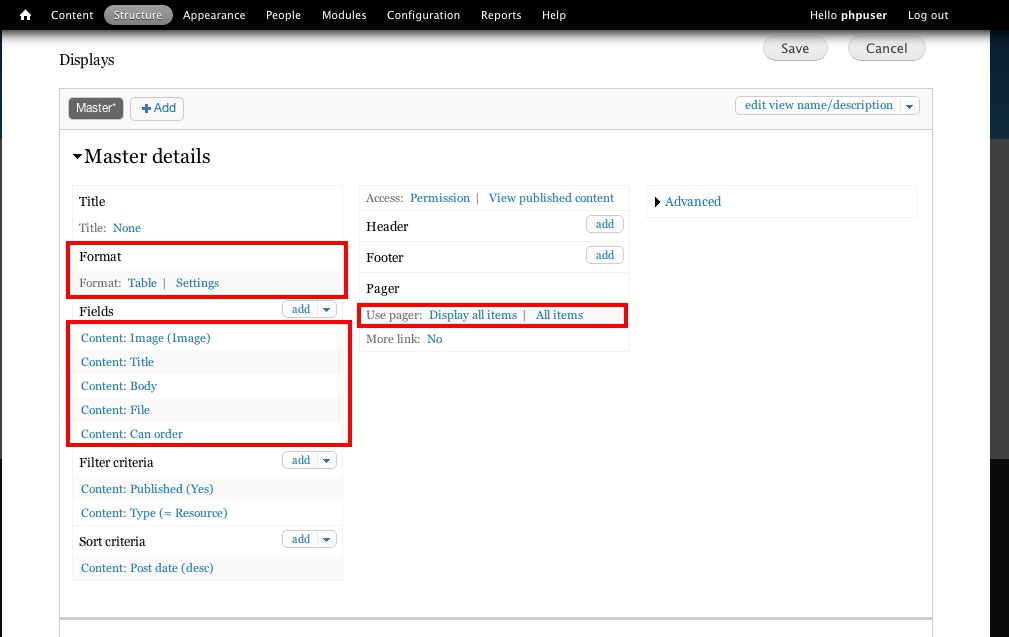 Content Structure Appearance People Modules Configuration Reports Help Hello phpuser Log out
Displays
Save Cancel
Master* + Add
edit view name/description
Master details
Title
Title: None
Format
Format: Table | Settings
Fields add
Content: Image (Image)
Content: Title
Content: Body
Content: File
Content: Can order
Filter criteria add
Content: Published (Yes)
Content: Type (= Resource)
Sort criteria add
Content: Post date (desc)
Access: Permission | View published content
Header add
Footer add
Pager
Use pager: Display all items | All items
More link: No
Advanced